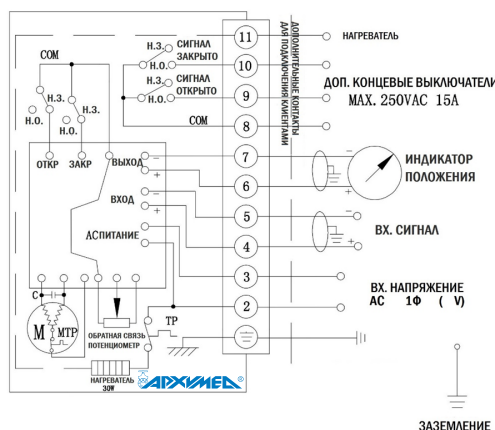 11
НАГРЕВАТЕЛЬ
Н.З.
СИГНАЛ
ЗАКРЫТО
COM
Н.О.
10
ДОПОЛНИТЕЛЬНЫЕ КОНТАКТЫ
ДЛЯ ПОДКЛЮЧЕНИЯ КЛИЕНТАМИ
Н.З.
СИГНАЛ
ОТКРЫТО
Н.О.
9
ДОП. КОНЦЕВЫЕ ВЫКЛЮЧАТЕЛИ
MAX. 250VAC 15A
Н.З.
Н.З.
Н.О.
Н.О.
COM
8
ОТКР
ЗАКР
ВЫХОД
−
+
7
−
ИНДИКАТОР
ПОЛОЖЕНИЯ
6
+
ВХОД
−
+
5
−
ВХ. СИГНАЛ
4
+
АСПИТАНИЕ
3
ВХ. НАПРЯЖЕНИЕ
AC 1Ф ( V)
2
C
M
МТР
ОБРАТНАЯ СВЯЗЬ
ПОТЕНЦИОМЕТР
ТР
НАГРЕВАТЕЛЬ
30W
АРХИМЕД
ЗАЗЕМЛЕНИЕ